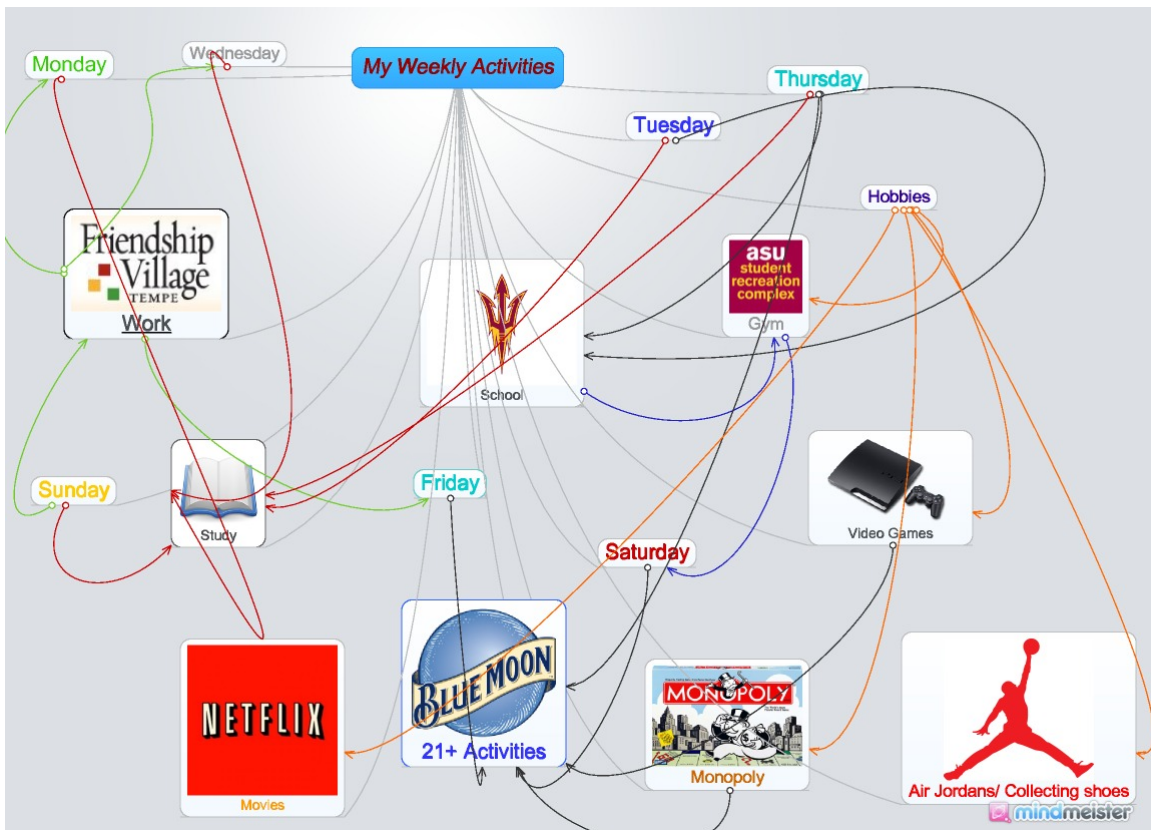 My Weekly Activities
Monday
Wednesday
Thursday
Tuesday
Hobbies
Friendship
Village
TEMPE
Work
School
asu
student
recreation
complex
Gym
Sunday
Study
Friday
Saturday
Video Games
NETFLIX
Movies
BLUE MOON
21+ Activities
MONOPOLY
Monopoly
Air Jordans/ Collecting shoes
mindmeister